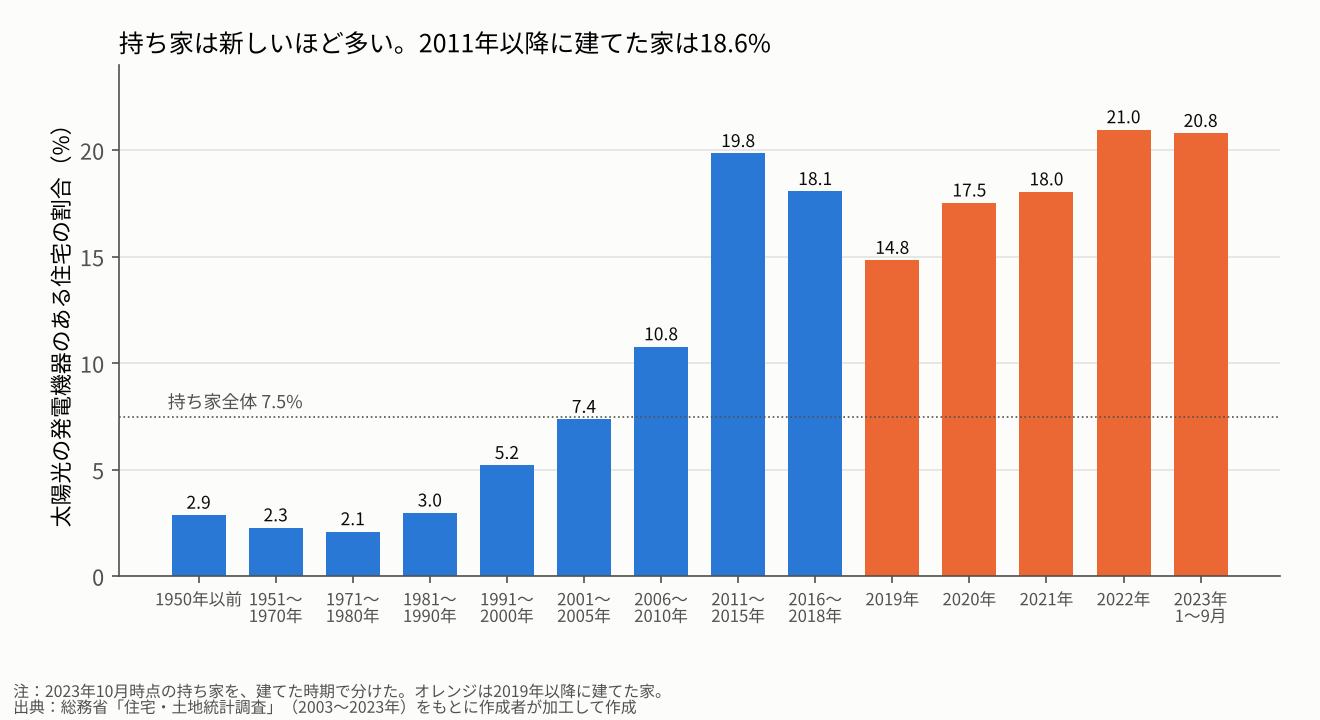 持ち家は新しいほど多い。2011年以降に建てた家は18.6%
太陽光の発電機器のある住宅の割合（%）
20
15
10
5
0
持ち家全体 7.5%
2.9
2.3
2.1
3.0
5.2
7.4
10.8
19.8
18.1
14.8
17.5
18.0
21.0
20.8
1950年以前
1951～
1970年
1971～
1980年
1981～
1990年
1991～
2000年
2001～
2005年
2006～
2010年
2011～
2015年
2016～
2018年
2019年
2020年
2021年
2022年
2023年
1～9月
注：2023年10月時点の持ち家を、建てた時期で分けた。オレンジは2019年以降に建てた家。
出典：総務省「住宅・土地統計調査」（2003～2023年）をもとに作成者が加工して作成